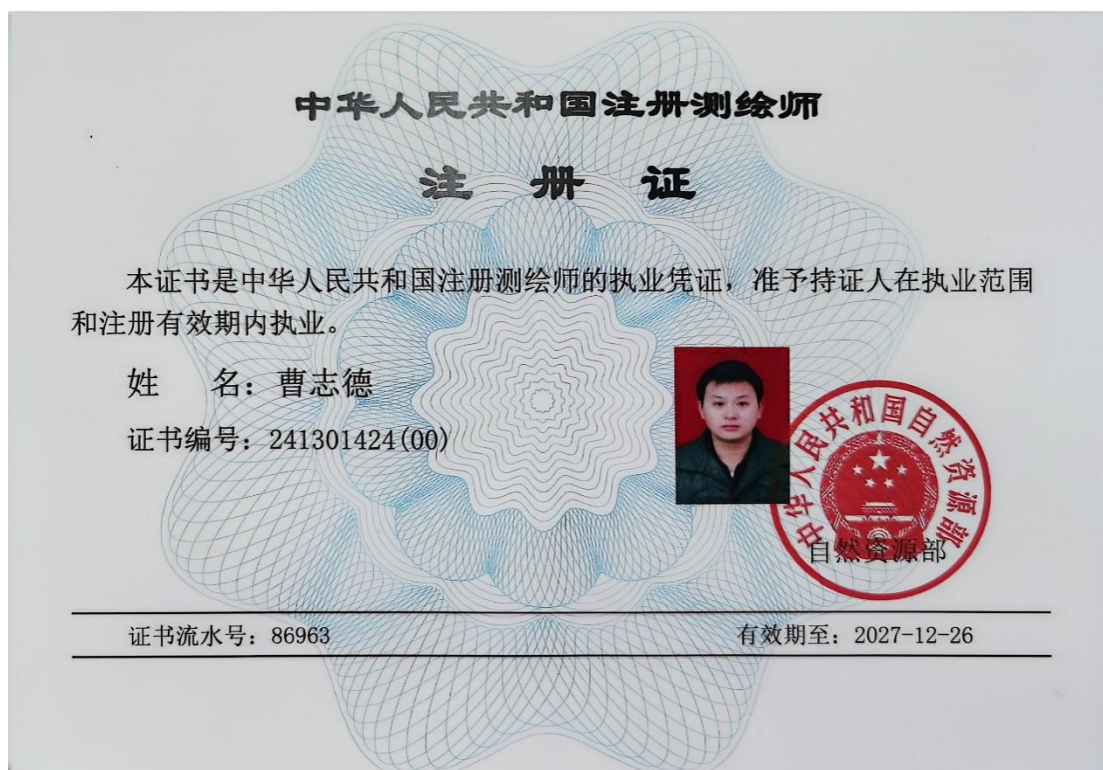 中华人民共和国注册测绘师
注 册 证
本证书是中华人民共和国注册测绘师的执业凭证，准予持证人在执业范围
和注册有效期内执业。
姓 名：曹志德
证书编号：241301424(00)
中华人民共和国自然资源部
自然资源部
证书流水号：86963 有效期至：2027-12-26